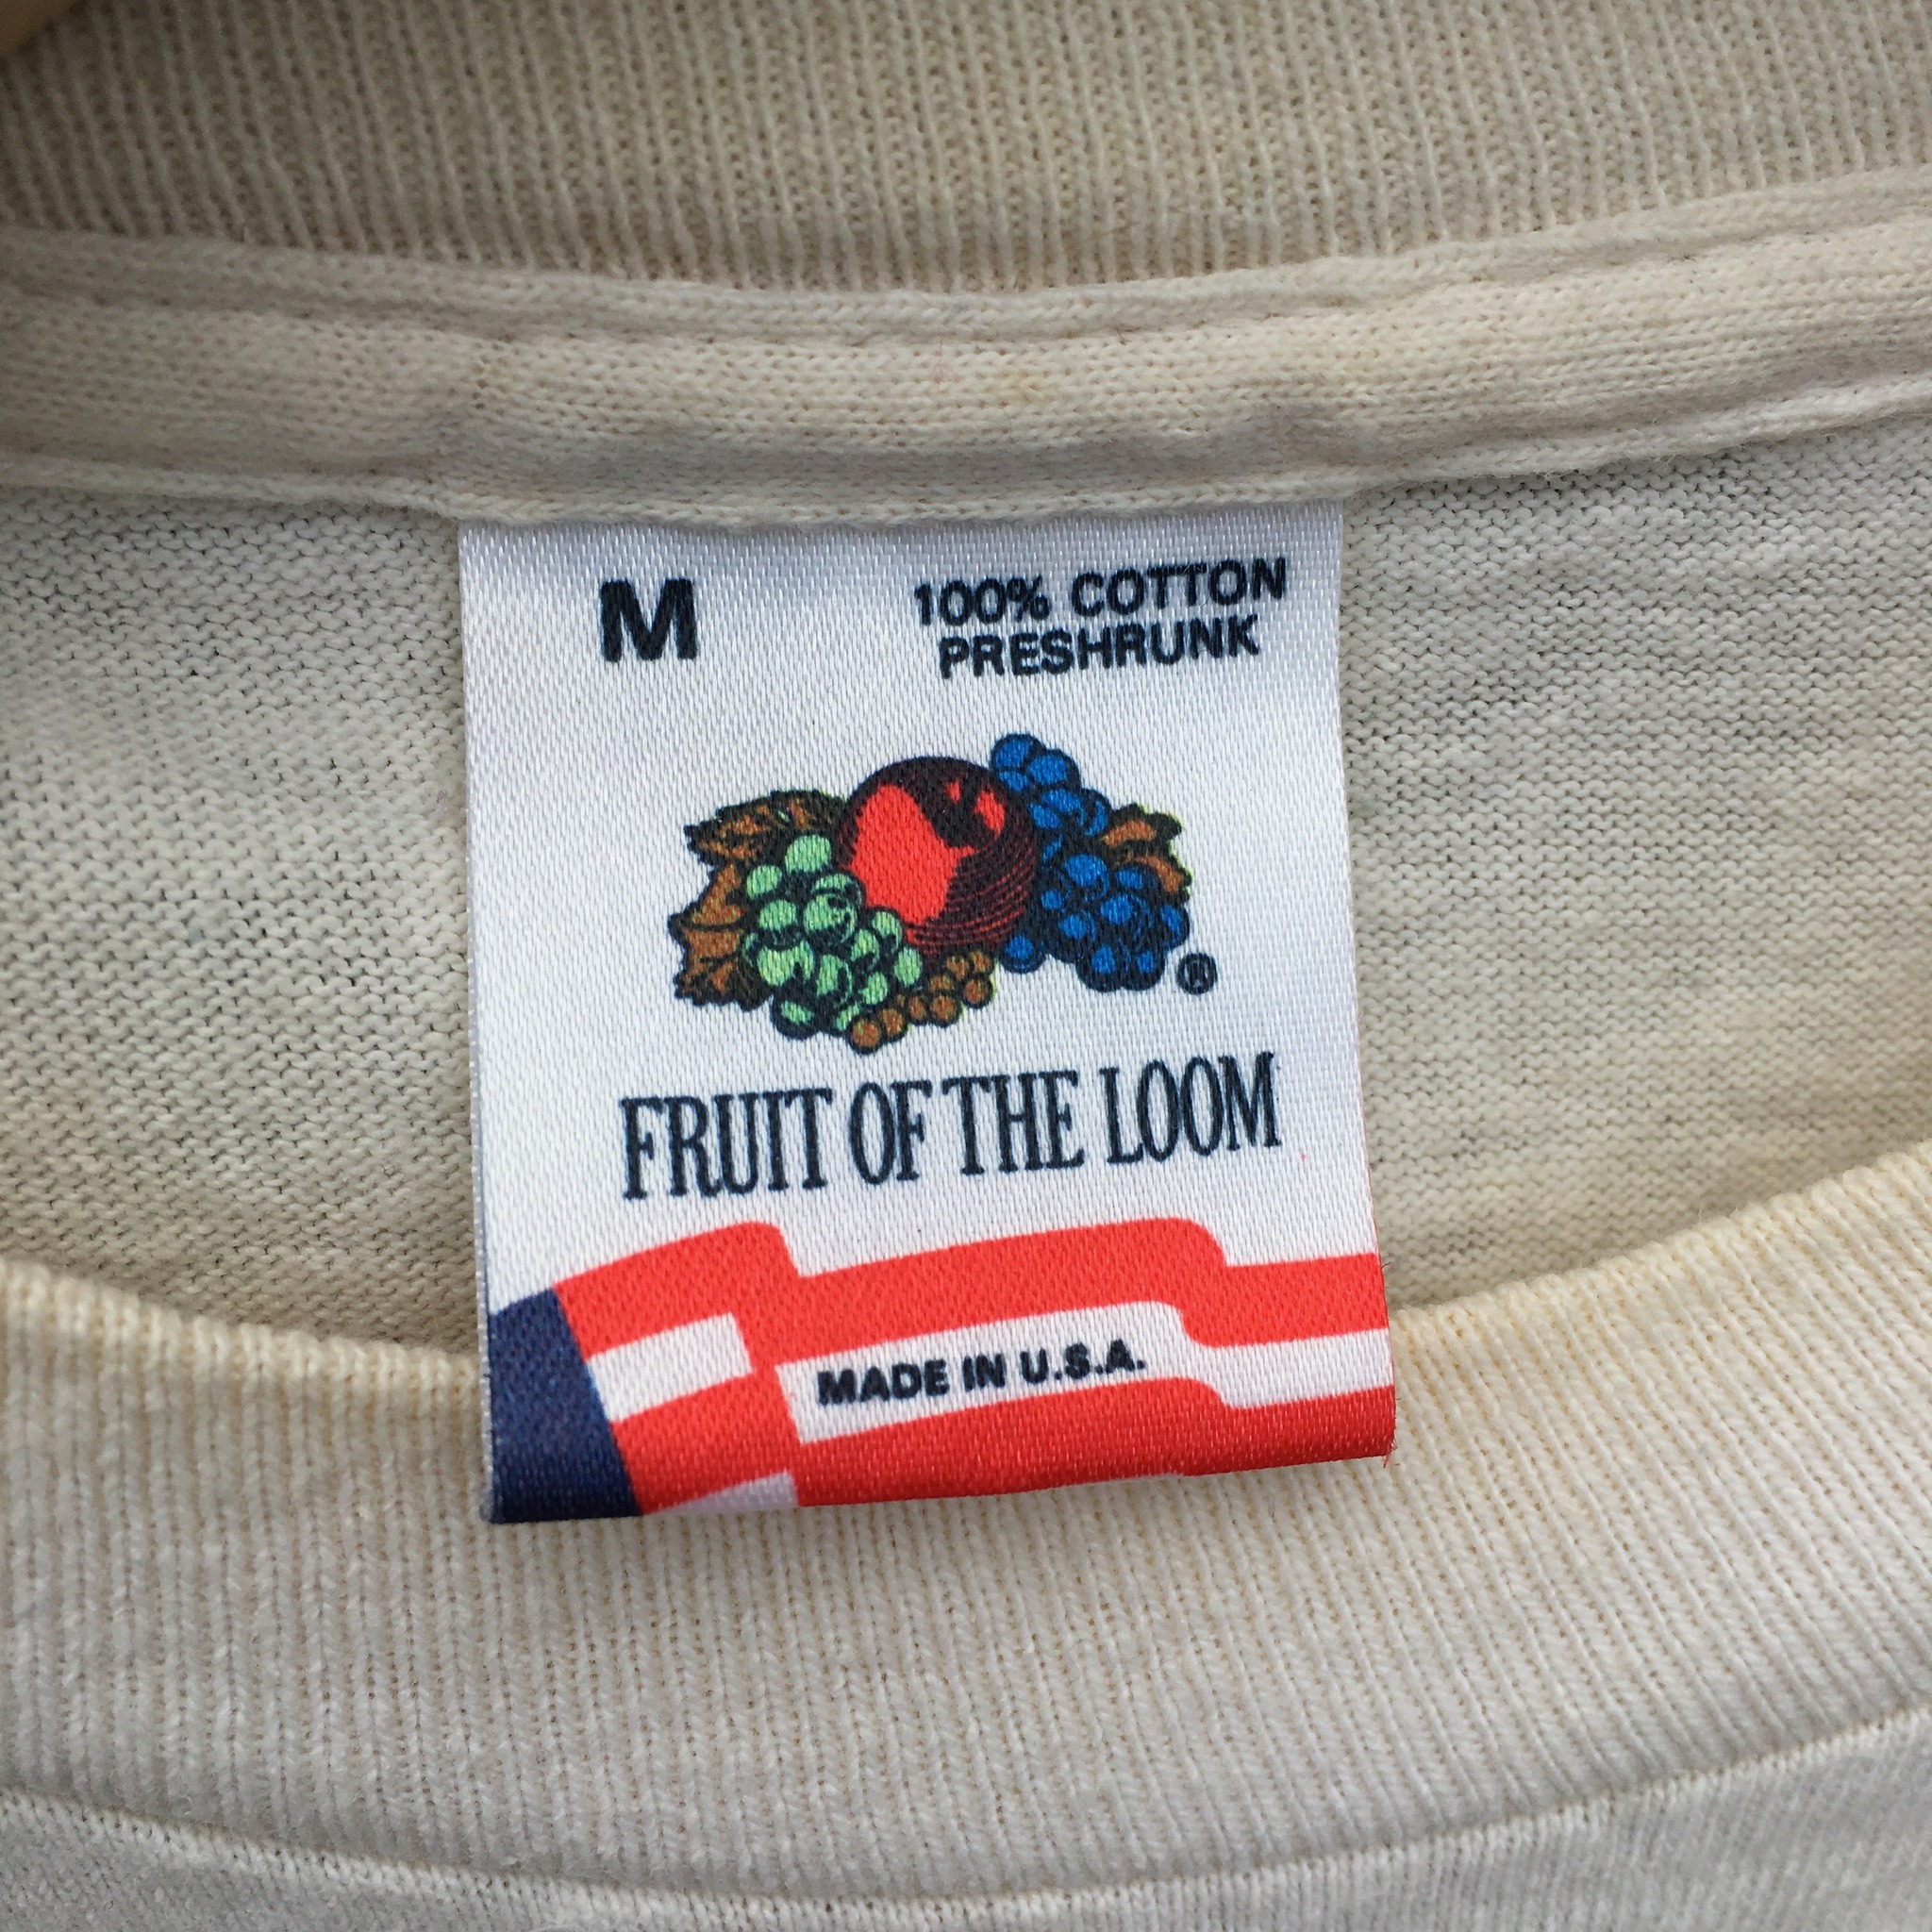 M
100% COTTON
PRESHRUNK
®
FRUIT OF THE LOOM
MADE IN U.S.A.